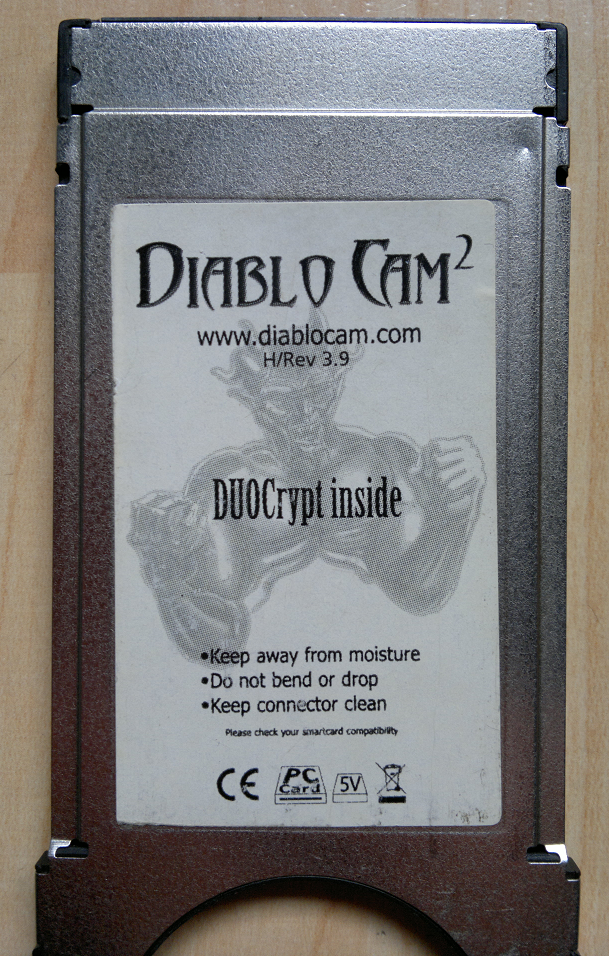 DIABLO CAM²
www.diablocam.com
H/Rev 3.9
DUOCrypt inside
•Keep away from moisture
•Do not bend or drop
•Keep connector clean
Please check your smartcard compatibility
CE PC Card 5V